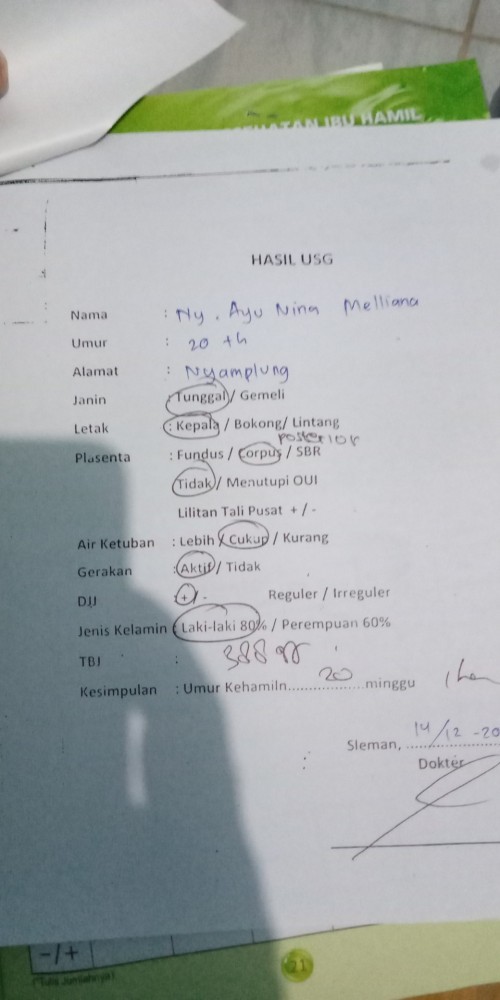 IBU HAMIL
HASIL USG
Nama : Ny. Ayu Nina Melliana
Umur : 20 th
Alamat : Nyamplung
Janin : Tunggal / Gemeli
Letak : Kepala / Bokong/ Lintang
posterior
Plasenta : Fundus / Corpus / SBR
Tidak / Menutupi OUI
Lilitan Tali Pusat + / -
Air Ketuban : Lebih / Cukup / Kurang
Gerakan : Aktif / Tidak
DJJ : + / - Reguler / Irreguler
Jenis Kelamin : Laki-laki 80% / Perempuan 60%
TBJ : 388 gr
Kesimpulan : Umur Kehamiln....20....minggu 1 ha
Sleman, 14/12 -20
Dokter
-/+
21